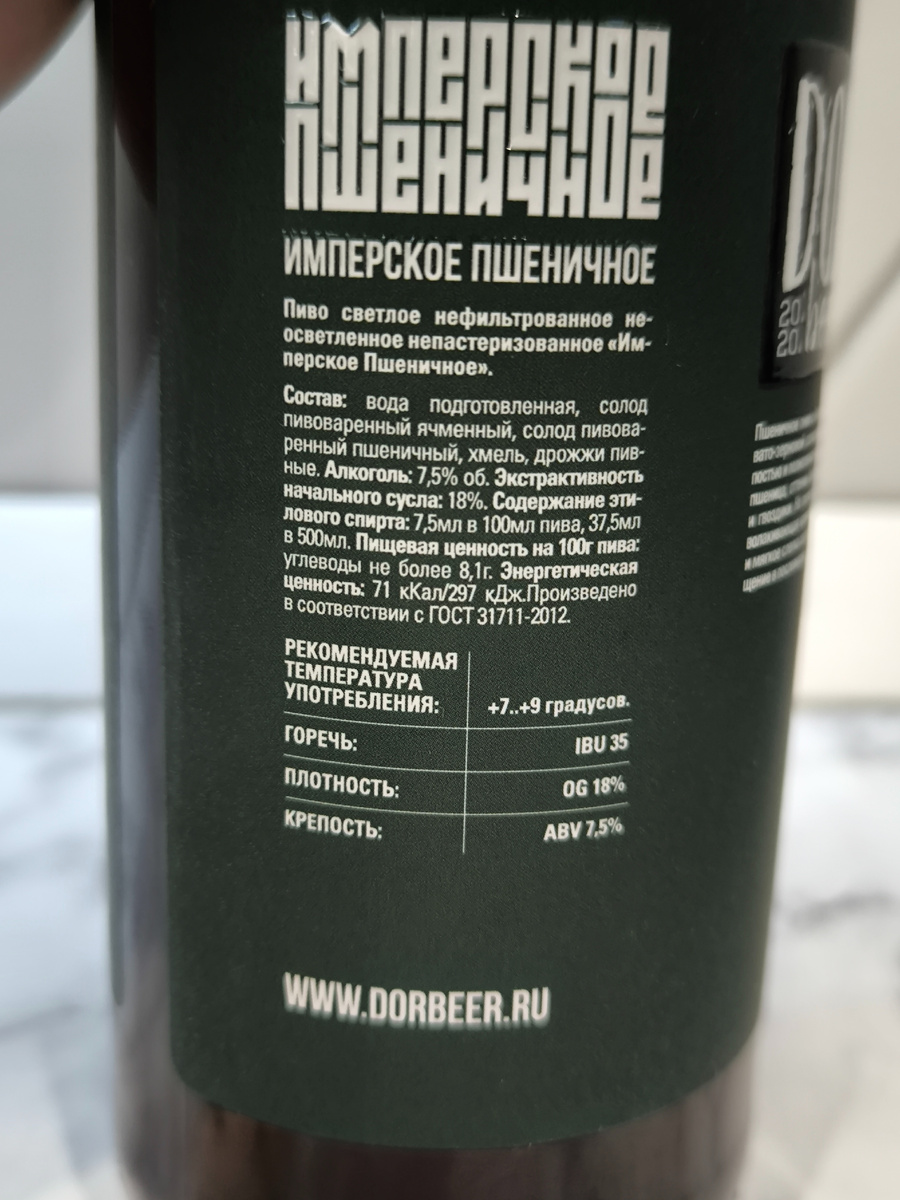 имперское
пшеничное
ИМПЕРСКОЕ ПШЕНИЧНОЕ
Пиво светлое нефильтрованное не-
осветленное непастеризованное «Им-
перское Пшеничное».
Состав: вода подготовленная, солод
пивоваренный ячменный, солод пивова-
ренный пшеничный, хмель, дрожжи пив-
ные. Алкоголь: 7,5% об. Экстрактивность
начального сусла: 18%. Содержание эти-
лового спирта: 7,5мл в 100мл пива, 37,5мл
в 500мл. Пищевая ценность на 100г пива:
углеводы не более 8,1г. Энергетическая
ценность: 71 кКал/297 кДж.Произведено
в соответствии с ГОСТ 31711-2012.
РЕКОМЕНДУЕМАЯ
ТЕМПЕРАТУРА
УПОТРЕБЛЕНИЯ: +7..+9 градусов.
ГОРЕЧЬ: IBU 35
ПЛОТНОСТЬ: OG 18%
КРЕПОСТЬ: ABV 7,5%
WWW.DORBEER.RU
20.
20.
Пшеничное
и гвоздики.